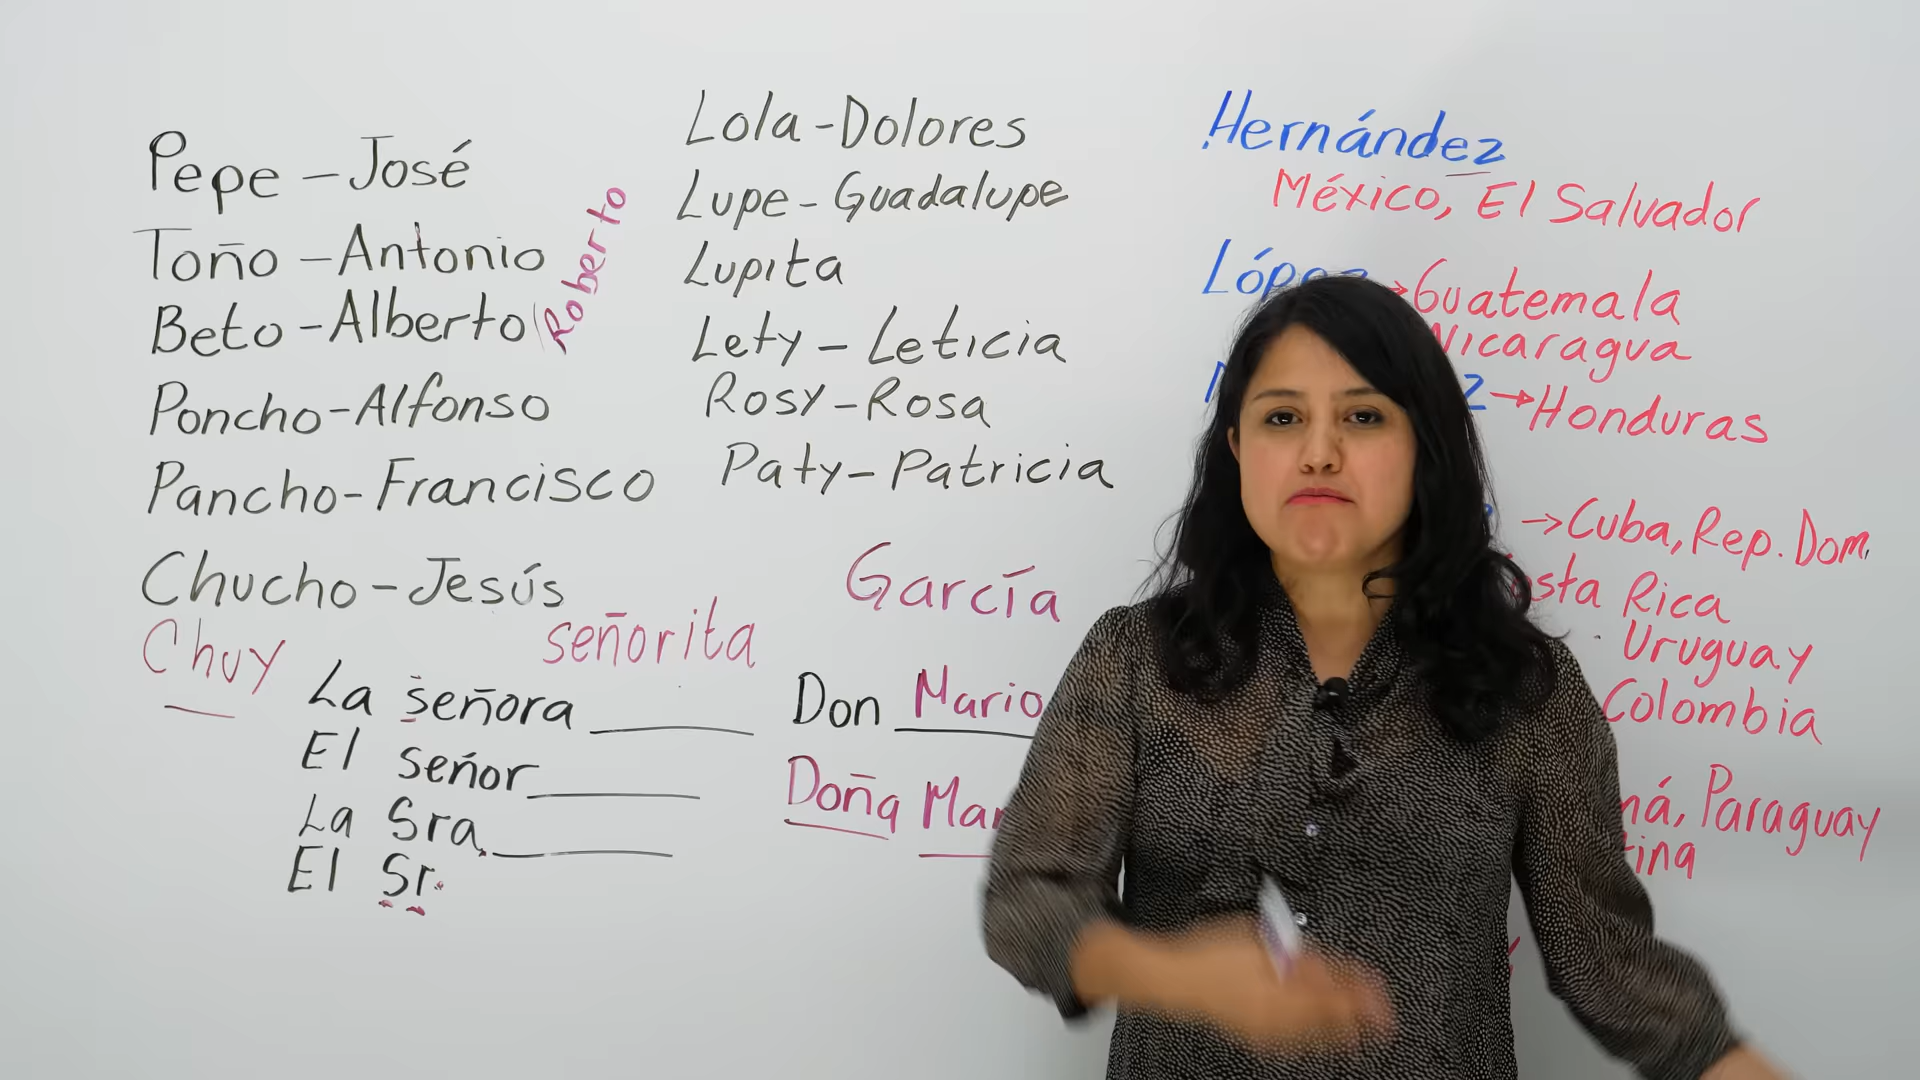 Pepe - José
Toño - Antonio
Beto - Alberto
Roberto
Poncho - Alfonso
Pancho - Francisco
Chucho - Jesús
Chuy
señorita
La señora
El señor
La Sra.
El Sr.
Lola - Dolores
Lupe - Guadalupe
Lupita
Lety - Leticia
Rosy - Rosa
Paty - Patricia
García
Don Mario
Doña
Hernández
México, El Salvador
→ Guatemala
Nicaragua
→ Honduras
→ Cuba, Rep. Dom.
Rica
Uruguay
Colombia
Paraguay